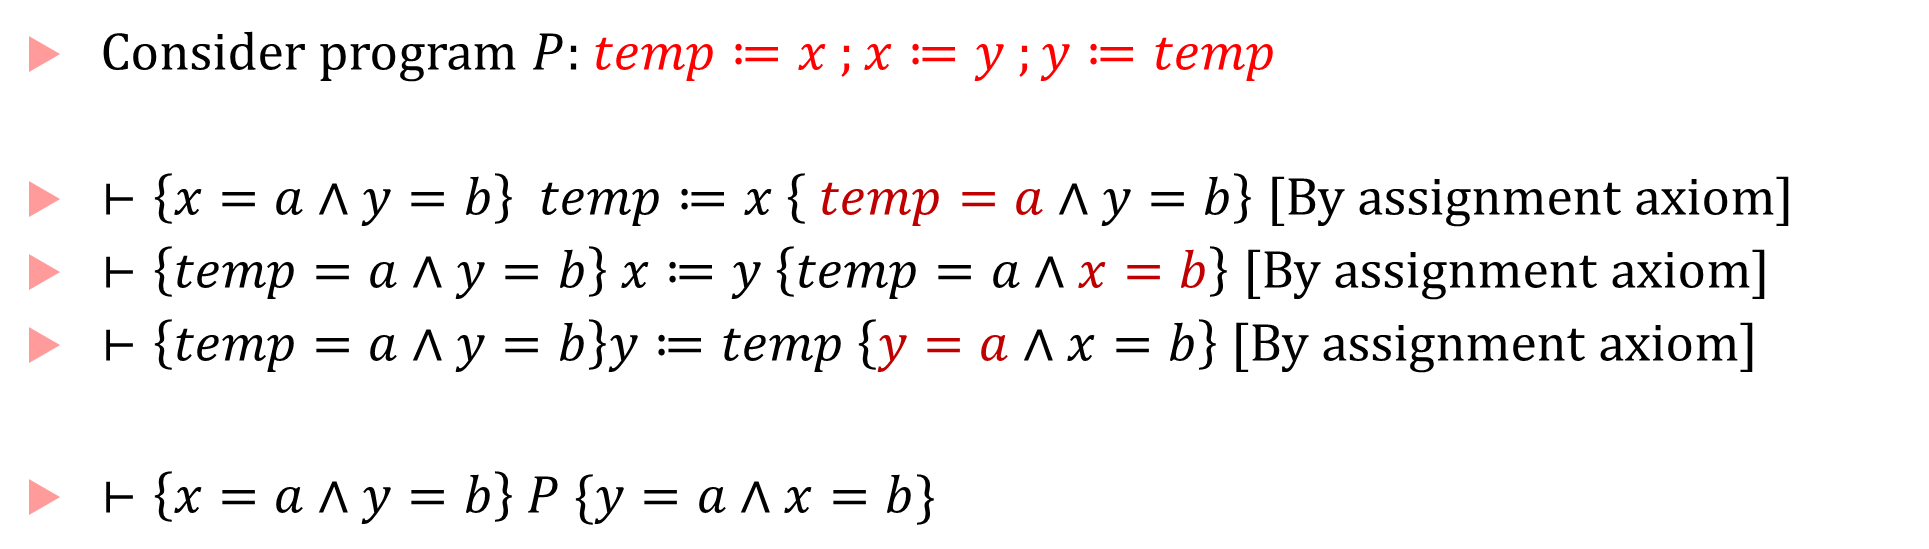 Consider program P: temp ≔ x ; x ≔ y ; y ≔ temp
⊢ {x = a ∧ y = b} temp ≔ x { temp = a ∧ y = b} [By assignment axiom]
⊢ {temp = a ∧ y = b} x ≔ y {temp = a ∧ x = b} [By assignment axiom]
⊢ {temp = a ∧ y = b}y ≔ temp {y = a ∧ x = b} [By assignment axiom]
⊢ {x = a ∧ y = b} P {y = a ∧ x = b}